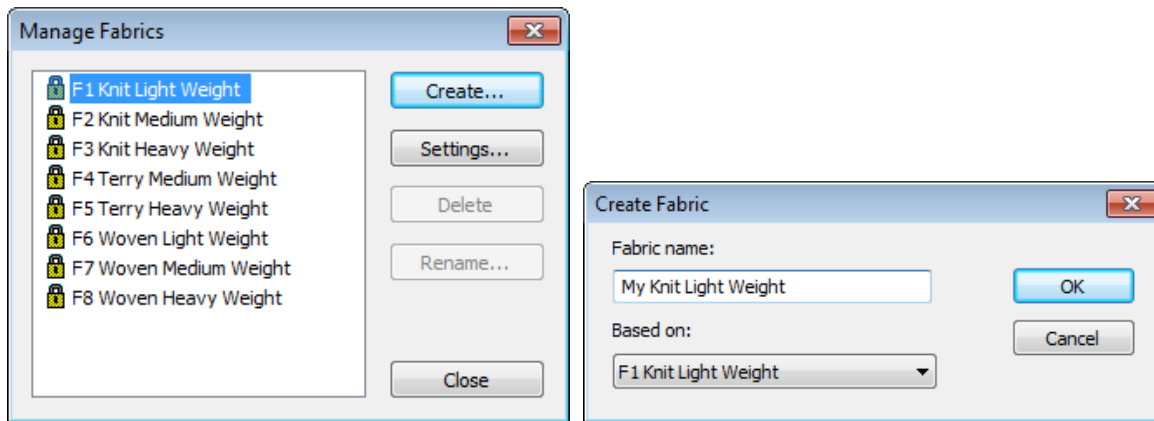 Manage Fabrics
F1 Knit Light Weight
F2 Knit Medium Weight
F3 Knit Heavy Weight
F4 Terry Medium Weight
F5 Terry Heavy Weight
F6 Woven Light Weight
F7 Woven Medium Weight
F8 Woven Heavy Weight
Create...
Settings...
Delete
Rename...
Close
Create Fabric
Fabric name:
My Knit Light Weight
Based on:
F1 Knit Light Weight
OK
Cancel